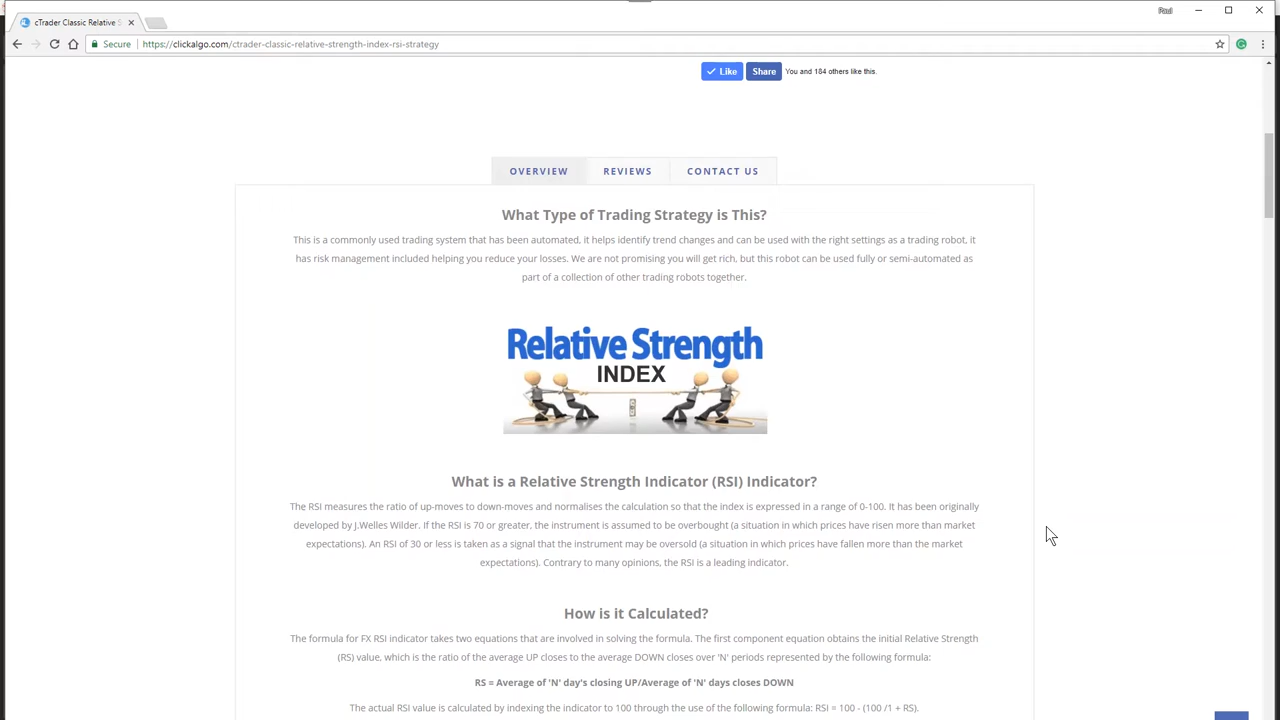 Paul
cTrader Classic Relative S
Secure
https://clickalgo.com/ctrader-classic-relative-strength-index-rsi-strategy
Like
Share
You and 184 others like this.
OVERVIEW
REVIEWS
CONTACT US
What Type of Trading Strategy is This?
This is a commonly used trading system that has been automated, it helps identify trend changes and can be used with the right settings as a trading robot, it
has risk management included helping you reduce your losses. We are not promising you will get rich, but this robot can be used fully or semi-automated as
part of a collection of other trading robots together.
Relative Strength
INDEX
What is a Relative Strength Indicator (RSI) Indicator?
The RSI measures the ratio of up-moves to down-moves and normalises the calculation so that the index is expressed in a range of 0-100. It has been originally
developed by J.Welles Wilder. If the RSI is 70 or greater, the instrument is assumed to be overbought (a situation in which prices have risen more than market
expectations). An RSI of 30 or less is taken as a signal that the instrument may be oversold (a situation in which prices have fallen more than the market
expectations). Contrary to many opinions, the RSI is a leading indicator.
How is it Calculated?
The formula for FX RSI indicator takes two equations that are involved in solving the formula. The first component equation obtains the initial Relative Strength
(RS) value, which is the ratio of the average UP closes to the average DOWN closes over 'N' periods represented by the following formula:
RS = Average of 'N' day's closing UP/Average of 'N' days closes DOWN
The actual RSI value is calculated by indexing the indicator to 100 through the use of the following formula: RSI = 100 - (100 /1 + RS).